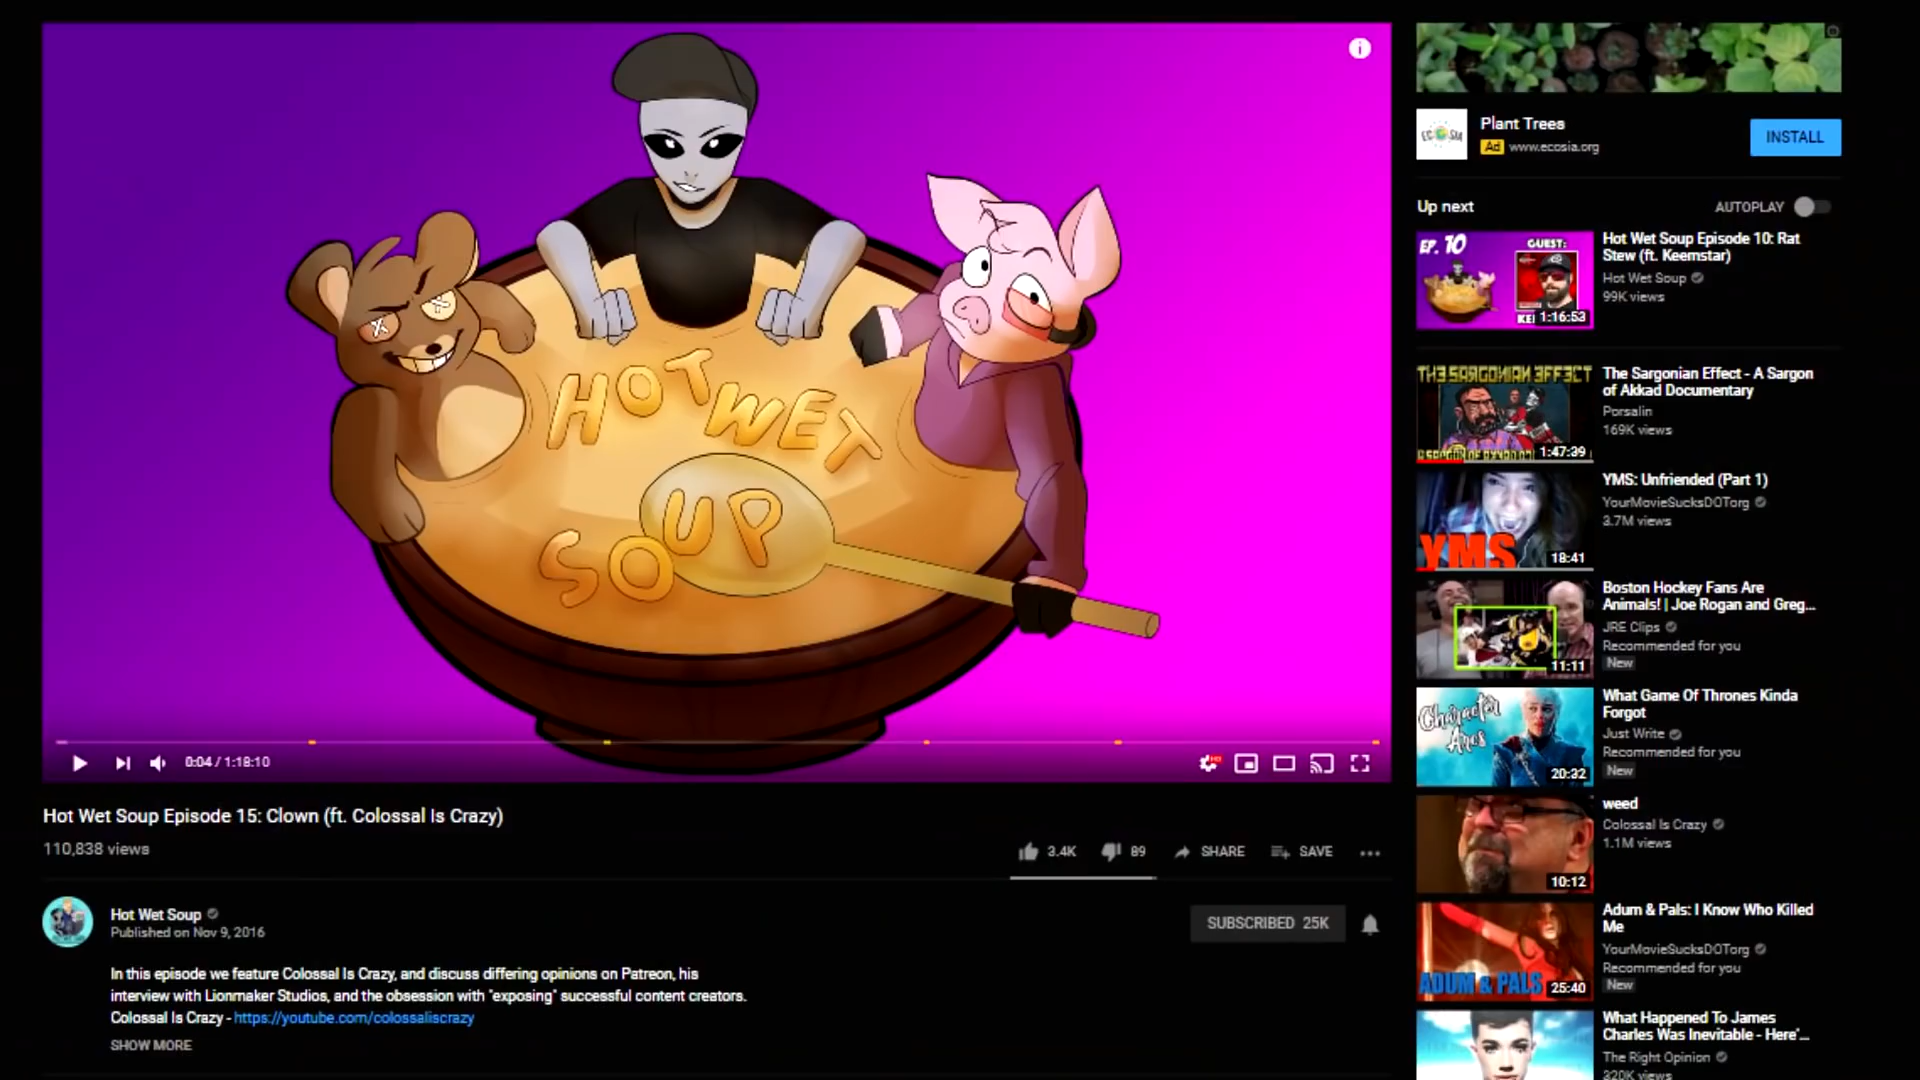 HOT WET
SOUP
0:04 / 1:18:10
HD
Hot Wet Soup Episode 15: Clown (ft. Colossal Is Crazy)
110,838 views
3.4K
89
SHARE
SAVE
Hot Wet Soup
Published on Nov 9, 2016
SUBSCRIBED 25K
In this episode we feature Colossal Is Crazy, and discuss differing opinions on Patreon, his
interview with Lionmaker Studios, and the obsession with "exposing" successful content creators.
Colossal Is Crazy - https://youtube.com/colossaliscrazy
SHOW MORE
ECOSIA
Plant Trees
Ad www.ecosia.org
INSTALL
Up next
AUTOPLAY
EP. 10
GUEST:
1:16:53
Hot Wet Soup Episode 10: Rat
Stew (ft. Keemstar)
Hot Wet Soup
99K views
THE SARGONIAN EFFECT
1:47:39
The Sargonian Effect - A Sargon
of Akkad Documentary
Porsalin
169K views
YMS
18:41
YMS: Unfriended (Part 1)
YourMovieSucksDOTorg
3.7M views
11:11
Boston Hockey Fans Are
Animals! | Joe Rogan and Greg...
JRE Clips
Recommended for you
New
Character
Arcs
20:32
What Game Of Thrones Kinda
Forgot
Just Write
Recommended for you
New
10:12
weed
Colossal Is Crazy
1.1M views
ADUM & PALS
25:40
Adum & Pals: I Know Who Killed
Me
YourMovieSucksDOTorg
Recommended for you
New
What Happened To James
Charles Was Inevitable - Here'...
The Right Opinion
320K views